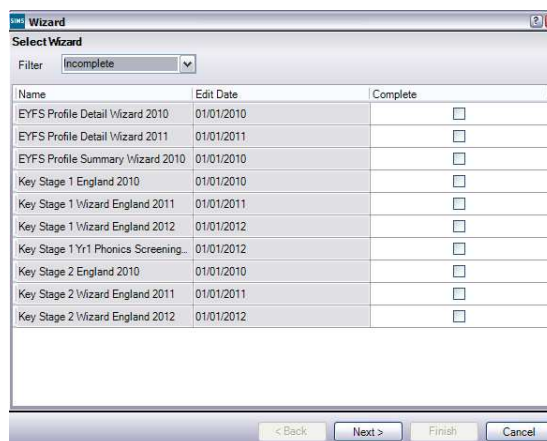 SIMS Wizard ?
Select Wizard
Filter Incomplete
Name Edit Date Complete
EYFS Profile Detail Wizard 2010 01/01/2010
EYFS Profile Detail Wizard 2011 01/01/2011
EYFS Profile Summary Wizard 2010 01/01/2010
Key Stage 1 England 2010 01/01/2010
Key Stage 1 Wizard England 2011 01/01/2011
Key Stage 1 Wizard England 2012 01/01/2012
Key Stage 1 Yr1 Phonics Screening... 01/01/2012
Key Stage 2 England 2010 01/01/2010
Key Stage 2 Wizard England 2011 01/01/2011
Key Stage 2 Wizard England 2012 01/01/2012
< Back Next > Finish Cancel